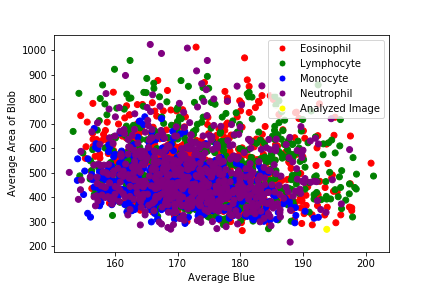 Average Area of Blob
1000
900
800
700
600
500
400
300
200
160
170
180
190
200
Average Blue
Eosinophil
Lymphocyte
Monocyte
Neutrophil
Analyzed Image